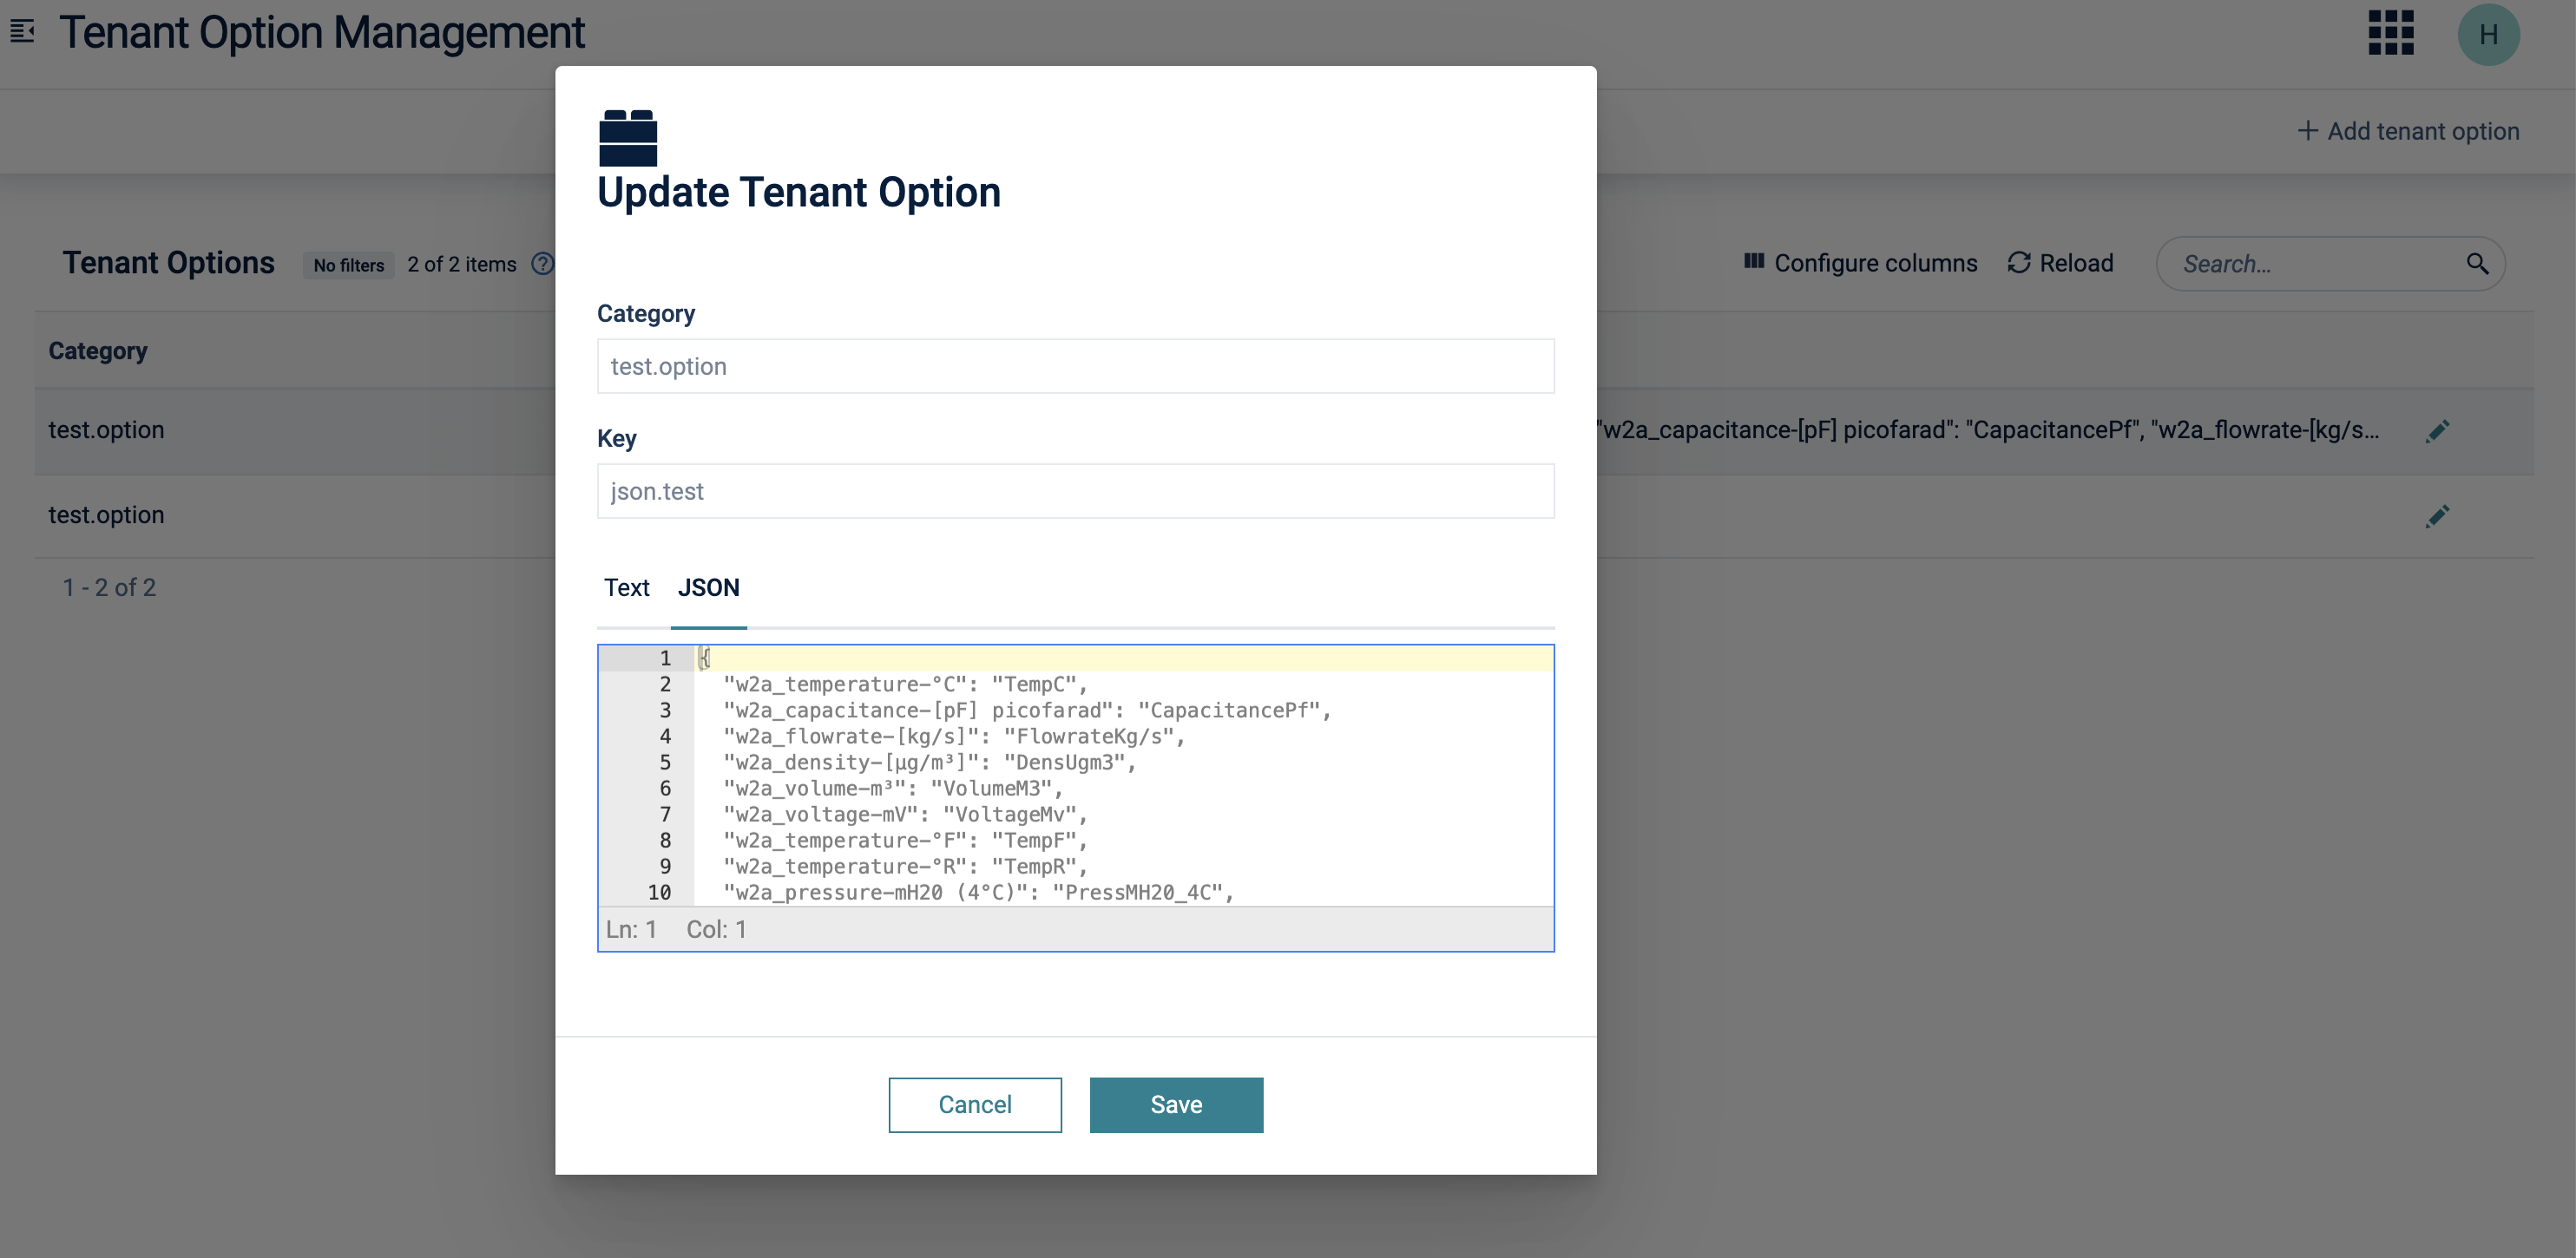 Tenant Option Management
H
+ Add tenant option
Tenant Options No filters 2 of 2 items ?
Configure columns Reload Search...
Category
test.option
"w2a_capacitance-[pF] picofarad": "CapacitancePf", "w2a_flowrate-[kg/s...
test.option
1 - 2 of 2
Update Tenant Option
Category
test.option
Key
json.test
Text JSON
1 {
2 "w2a_temperature-°C": "TempC",
3 "w2a_capacitance-[pF] picofarad": "CapacitancePf",
4 "w2a_flowrate-[kg/s]": "FlowrateKg/s",
5 "w2a_density-[µg/m³]": "DensUgm3",
6 "w2a_volume-m³": "VolumeM3",
7 "w2a_voltage-mV": "VoltageMv",
8 "w2a_temperature-°F": "TempF",
9 "w2a_temperature-°R": "TempR",
10 "w2a_pressure-mH20 (4°C)": "PressMH20_4C",
Ln: 1 Col: 1
Cancel Save